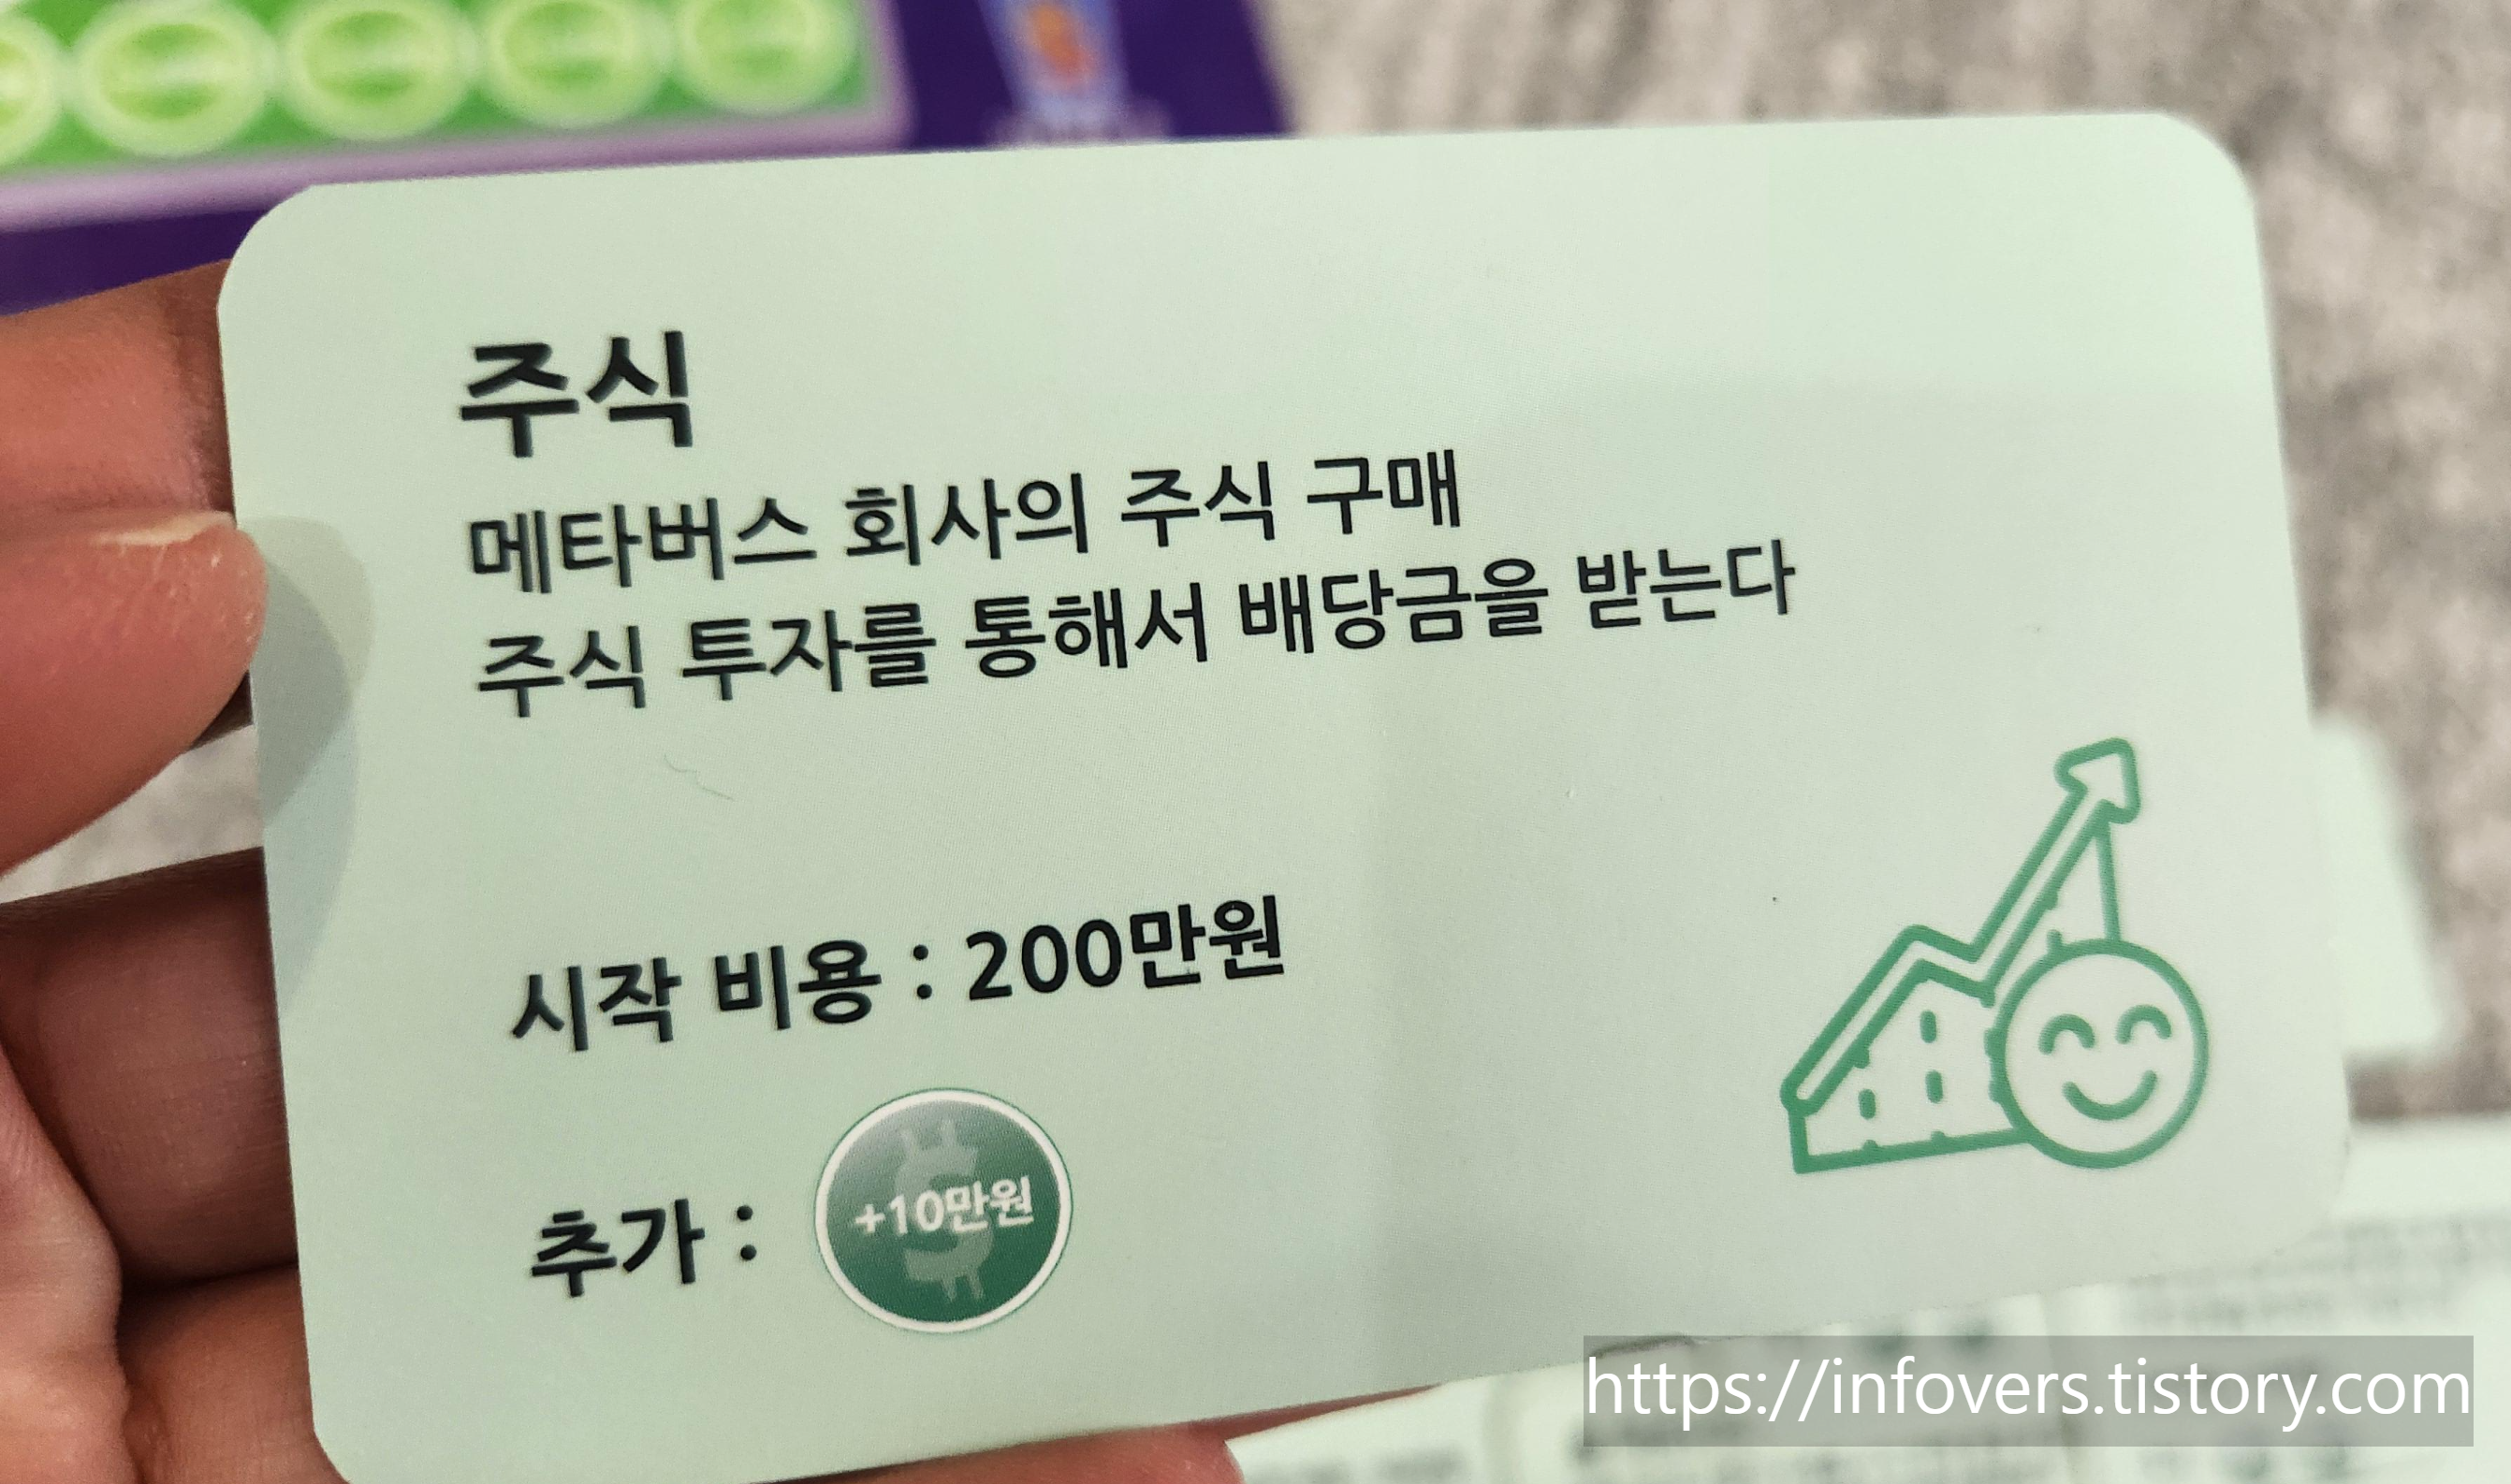 주식
메타버스 회사의 주식 구매
주식 투자를 통해서 배당금을 받는다
시작 비용 : 200만원
추가 : +10만원
https://infovers.tistory.com